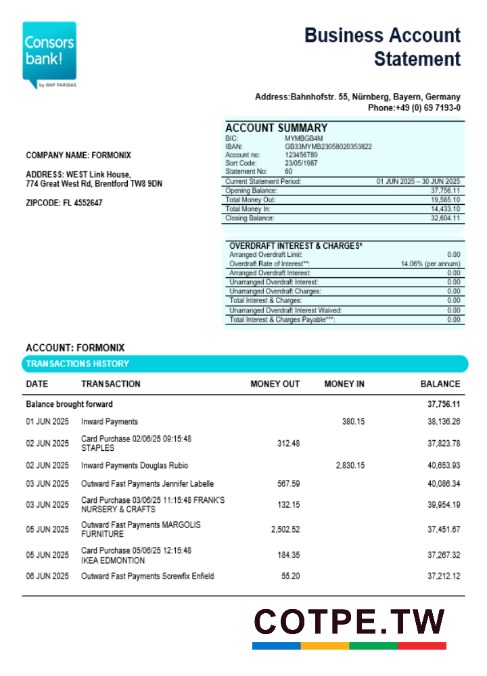 Consors
bank!
by BNP PARIBAS
Business Account
Statement
Address:Bahnhofstr. 55, Nürnberg, Bayern, Germany
Phone:+49 (0) 69 7193-0
ACCOUNT SUMMARY
BIC: MYMBGB4M
IBAN: GB33MYMB23058020353822
Account no: 123456789
Sort Code: 23/05/1987
Statement No: 60
Current Statement Period: 01 JUN 2025 – 30 JUN 2025
Opening Balance: 37,756.11
Total Money Out: 19,585.10
Total Money In: 14,433.10
Closing Balance: 32,604.11
COMPANY NAME: FORMONIX
ADDRESS: WEST Link House,
774 Great West Rd, Brentford TW8 9DN
ZIPCODE: FL 4552647
OVERDRAFT INTEREST & CHARGES*
Arranged Overdraft Limit: 0.00
Overdraft Rate of Interest**: 14.06% (per annum)
Arranged Overdraft Interest: 0.00
Unarranged Overdraft Interest: 0.00
Unarranged Overdraft Charges: 0.00
Total Interest & Charges: 0.00
Unarranged Overdraft Interest Waived: 0.00
Total Interest & Charges Payable***: 0.00
ACCOUNT: FORMONIX
TRANSACTIONS HISTORY
DATE TRANSACTION MONEY OUT MONEY IN BALANCE
Balance brought forward 37,756.11
01 JUN 2025 Inward Payments 380.15 38,136.26
02 JUN 2025 Card Purchase 02/06/25 09:15:48 312.48 37,823.78
STAPLES
02 JUN 2025 Inward Payments Douglas Rubio 2,830.15 40,653.93
03 JUN 2025 Outward Fast Payments Jennifer Labelle 567.59 40,086.34
03 JUN 2025 Card Purchase 03/06/25 11:15:48 FRANK'S 132.15 39,954.19
NURSERY & CRAFTS
05 JUN 2025 Outward Fast Payments MARGOLIS 2,502.52 37,451.67
FURNITURE
05 JUN 2025 Card Purchase 05/06/25 12:15:48 184.35 37,267.32
IKEA EDMONTION
06 JUN 2025 Outward Fast Payments Screwfix Enfield 55.20 37,212.12
COTPE.TW